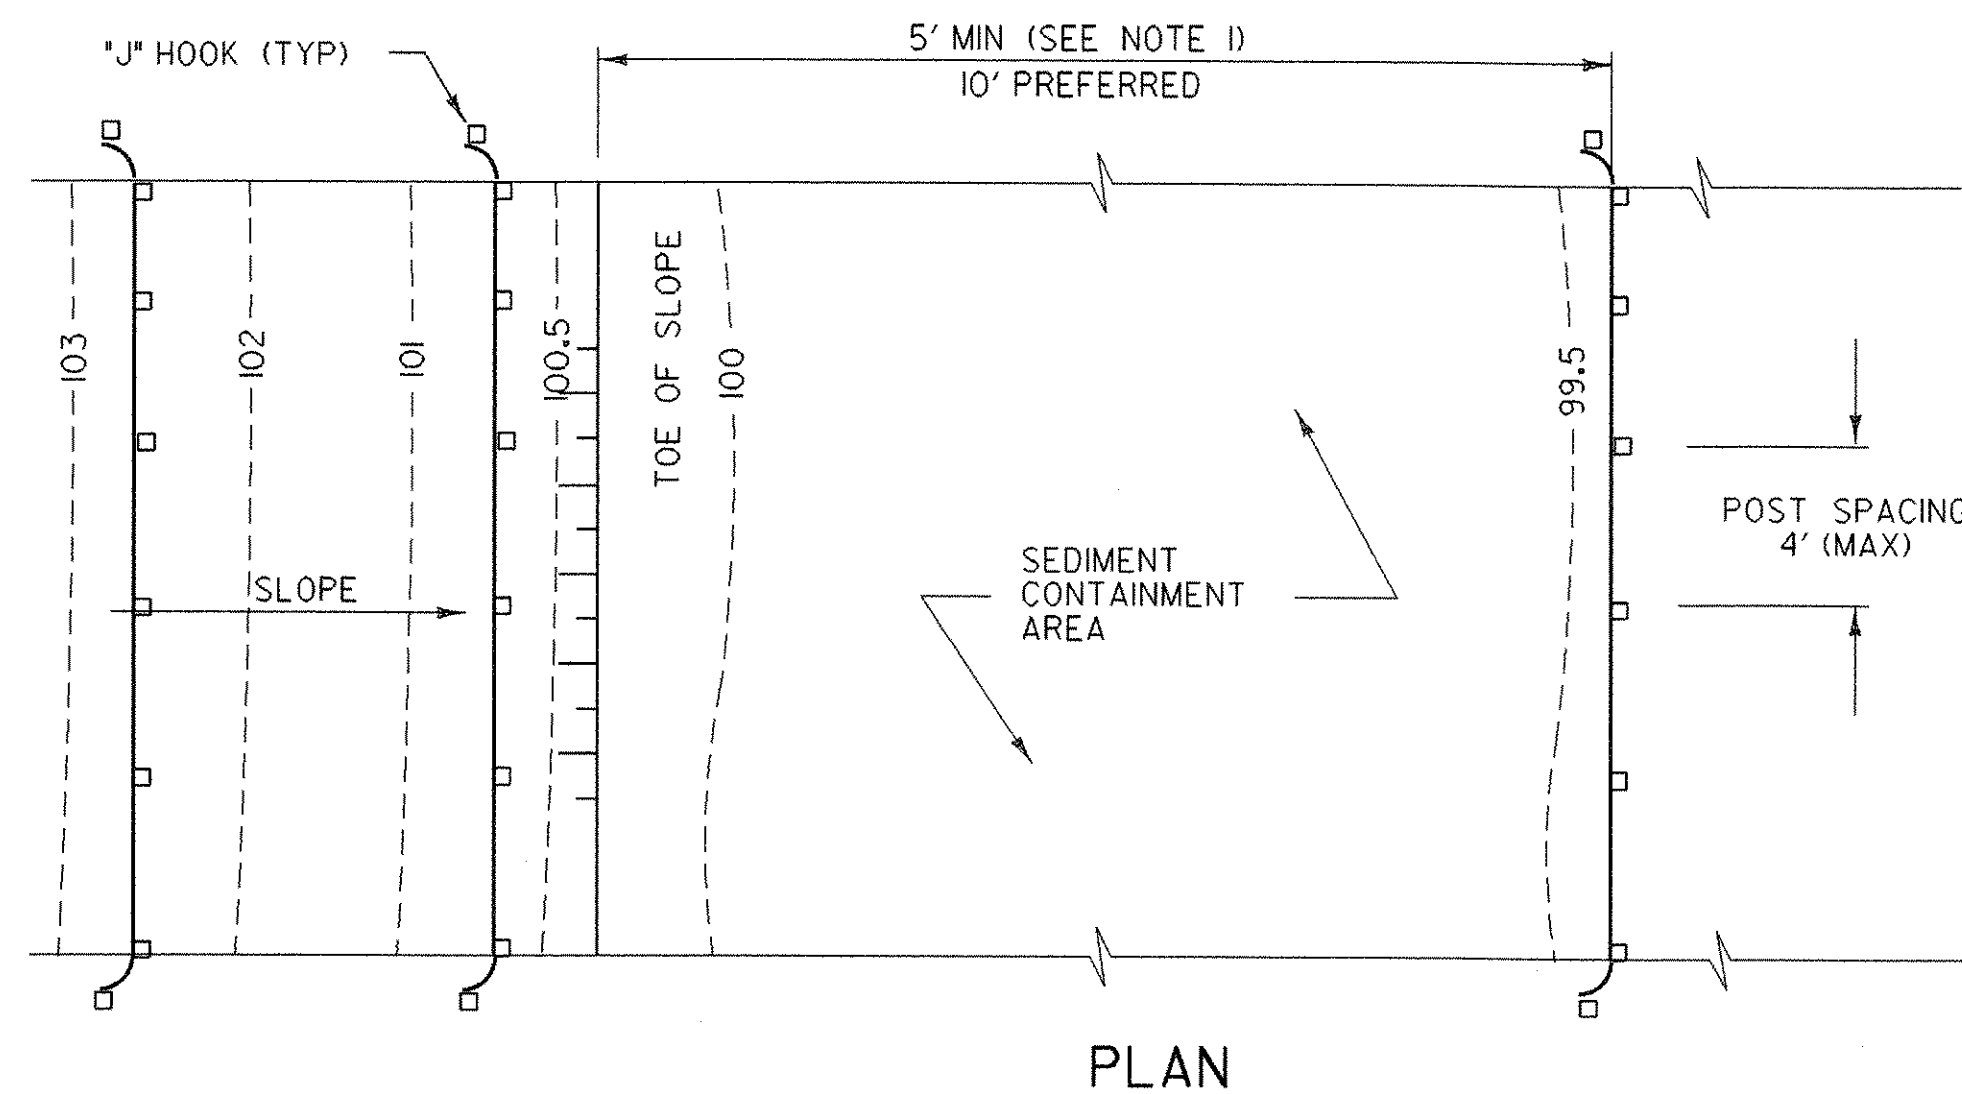 "J" HOOK (TYP)
5' MIN (SEE NOTE 1)
10' PREFERRED
103
102
101
100.5
TOE OF SLOPE
100
99.5
POST SPACING
4' (MAX)
SLOPE
SEDIMENT
CONTAINMENT
AREA
PLAN